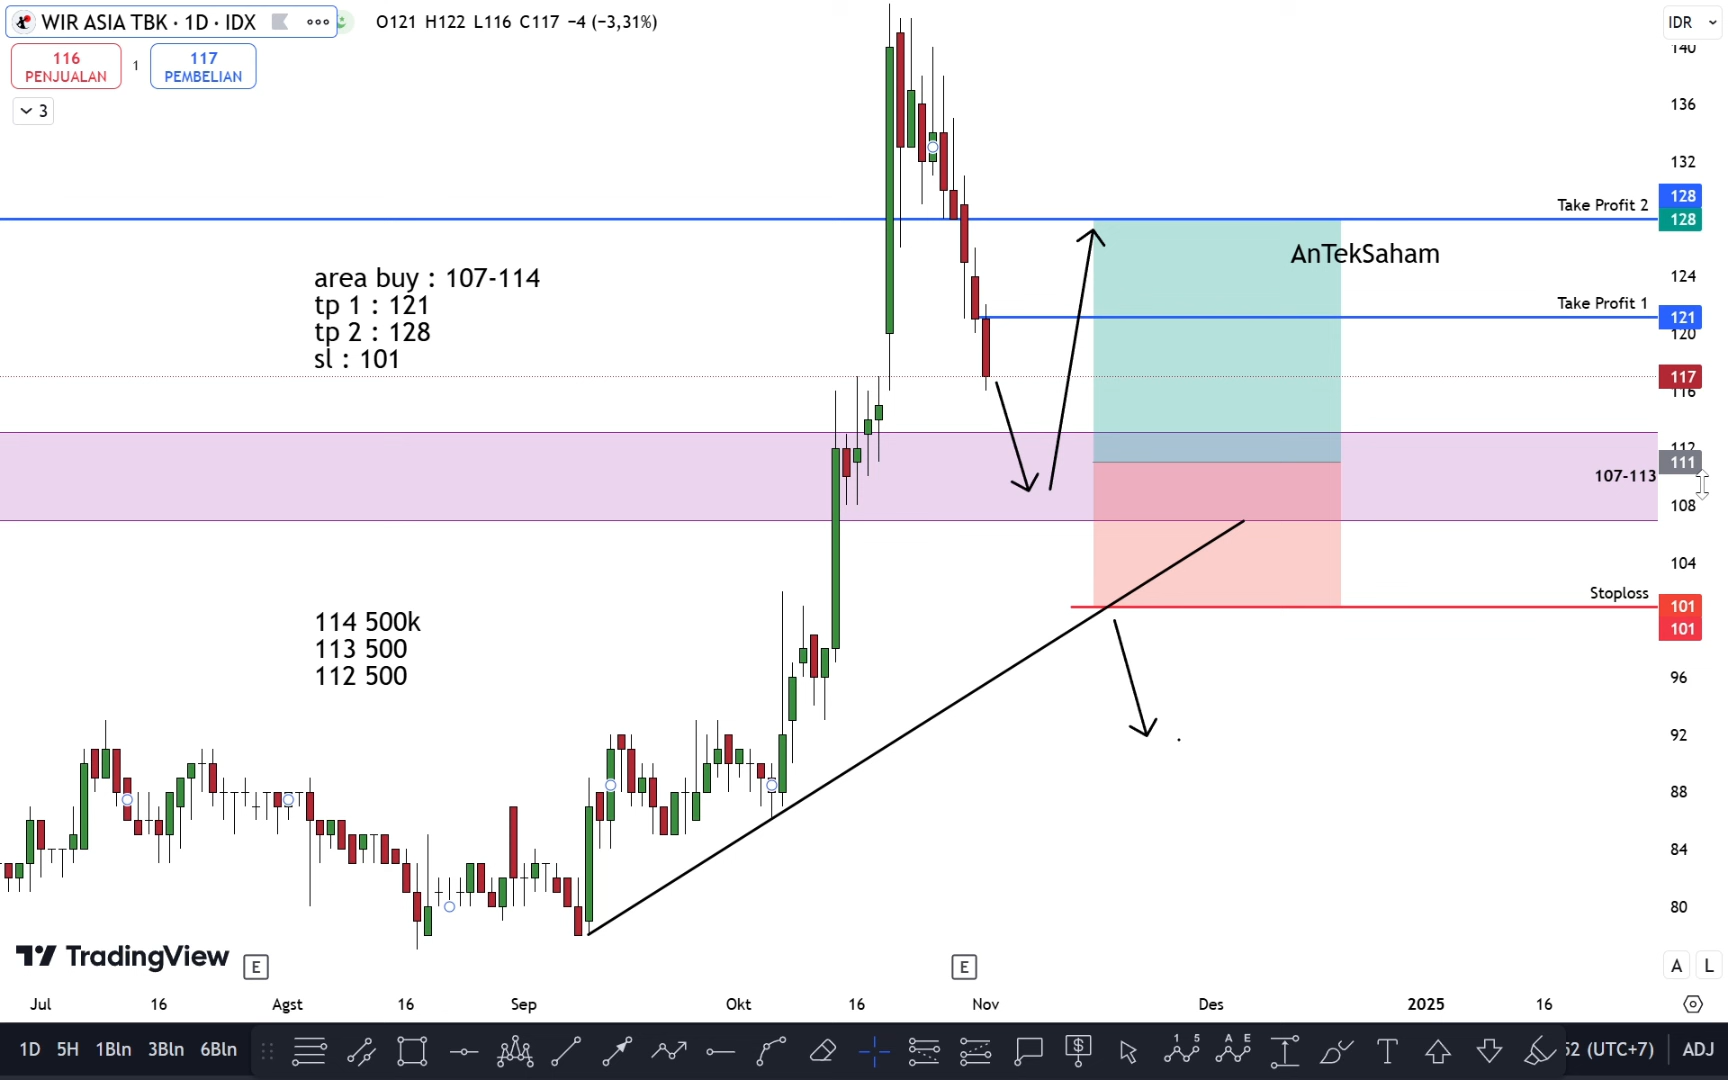 WIR ASIA TBK · 1D · IDX
O121 H122 L116 C117 −4 (−3,31%)
IDR
116
PENJUALAN
1
117
PEMBELIAN
3
140
136
132
Take Profit 2
128
128
AnTekSaham
124
area buy : 107-114
tp 1 : 121
tp 2 : 128
sl : 101
Take Profit 1
121
120
117
116
112
111
107-113
108
104
Stoploss
101
101
114 500k
113 500
112 500
96
92
88
84
80
TradingView
E
E
A
L
Jul
16
Agst
16
Sep
Okt
16
Nov
Des
2025
16
1D
5H
1Bln
3Bln
6Bln
1 5
A E
T
52 (UTC+7)
ADJ